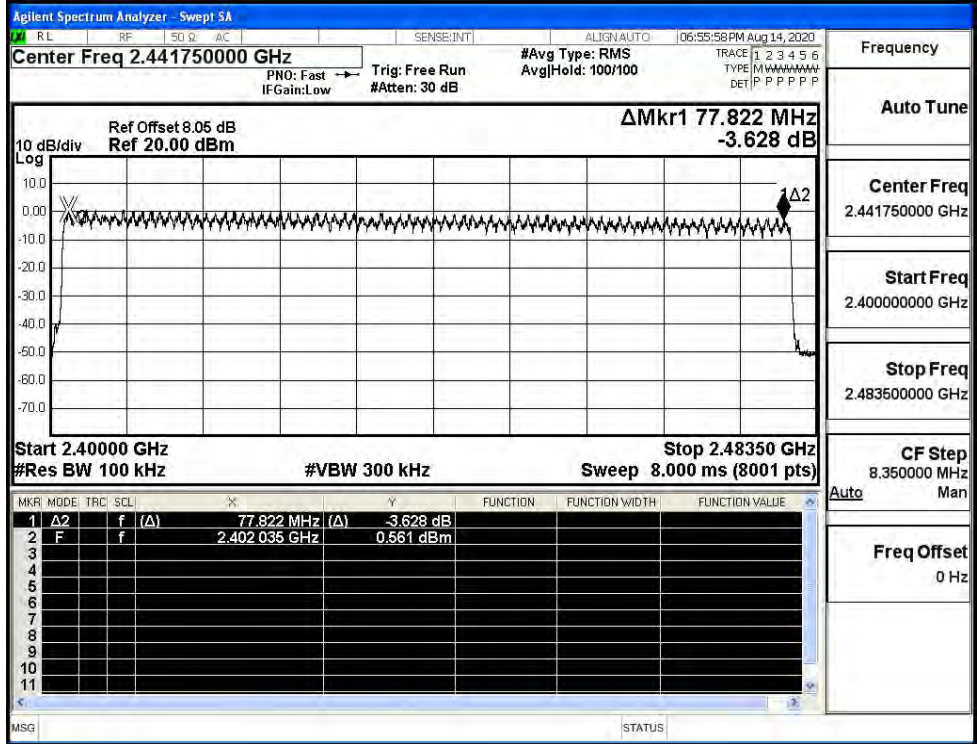 Agilent Spectrum Analyzer - Swept SA
RL RF 50 Ω AC SENSE:INT ALIGN AUTO 06:55:58 PM Aug 14, 2020
Center Freq 2.441750000 GHz
PNO: Fast Trig: Free Run #Avg Type: RMS TRACE 1 2 3 4 5 6
IFGain:Low #Atten: 30 dB Avg|Hold: 100/100 TYPE M W W W W W
DET P P P P P P
Frequency
Auto Tune
ΔMkr1 77.822 MHz
-3.628 dB
Ref Offset 8.05 dB
10 dB/div Ref 20.00 dBm
Log
10.0
0.00
-10.0
-20.0
-30.0
-40.0
-50.0
-60.0
-70.0
1Δ2
Start 2.40000 GHz Stop 2.48350 GHz
#Res BW 100 kHz #VBW 300 kHz Sweep 8.000 ms (8001 pts)
Center Freq
2.441750000 GHz
Start Freq
2.400000000 GHz
Stop Freq
2.483500000 GHz
CF Step
8.350000 MHz
Auto Man
Freq Offset
0 Hz
MKR MODE TRC SCL X Y FUNCTION FUNCTION WIDTH FUNCTION VALUE
1 Δ2 f (Δ) 77.822 MHz (Δ) -3.628 dB
2 F f 2.402 035 GHz 0.561 dBm
3
4
5
6
7
8
9
10
11
MSG STATUS